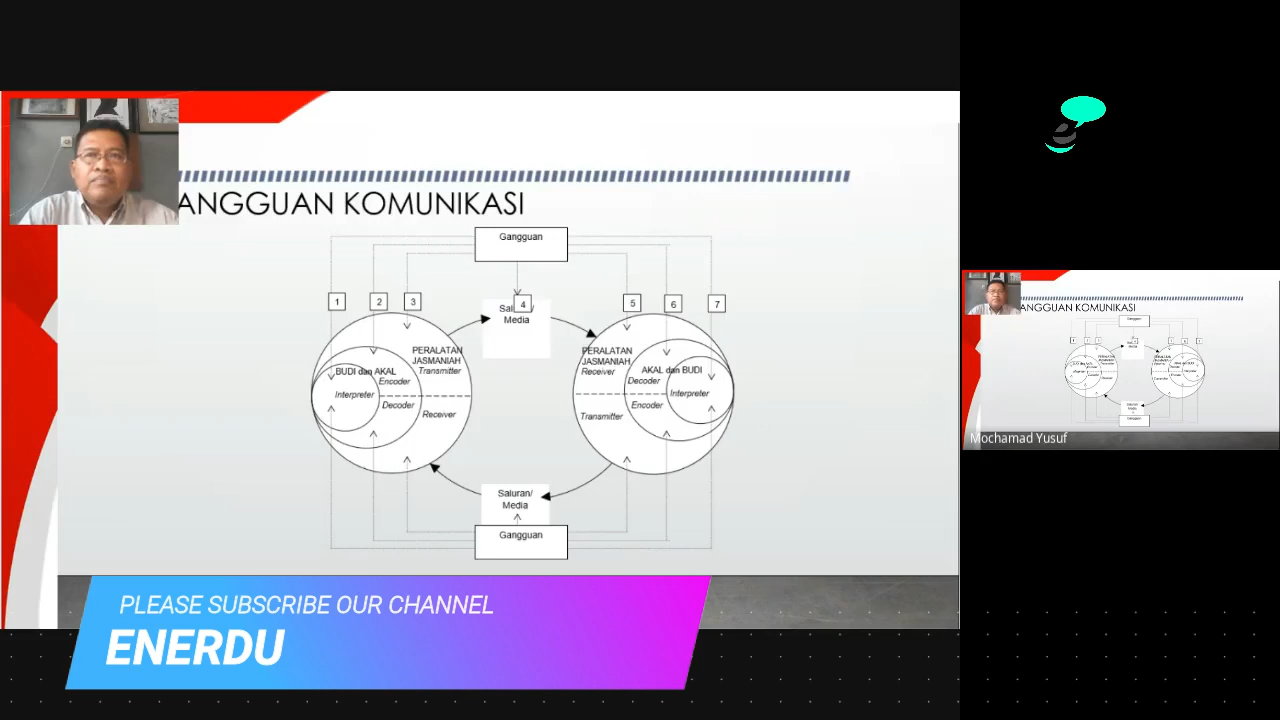 ANGGUAN KOMUNIKASI
Gangguan
1
2
3
4
5
6
7
Media
PERALATAN
JASMANIAH
Transmitter
BUDI dan AKAL
Encoder
Interpreter
Decoder
Receiver
PERALATAN
JASMANIAH
Receiver
AKAL dan BUDI
Decoder
Interpreter
Encoder
Transmitter
Saluran/
Media
Gangguan
PLEASE SUBSCRIBE OUR CHANNEL
ENERDU
ANGGUAN KOMUNIKASI
Mochamad Yusuf